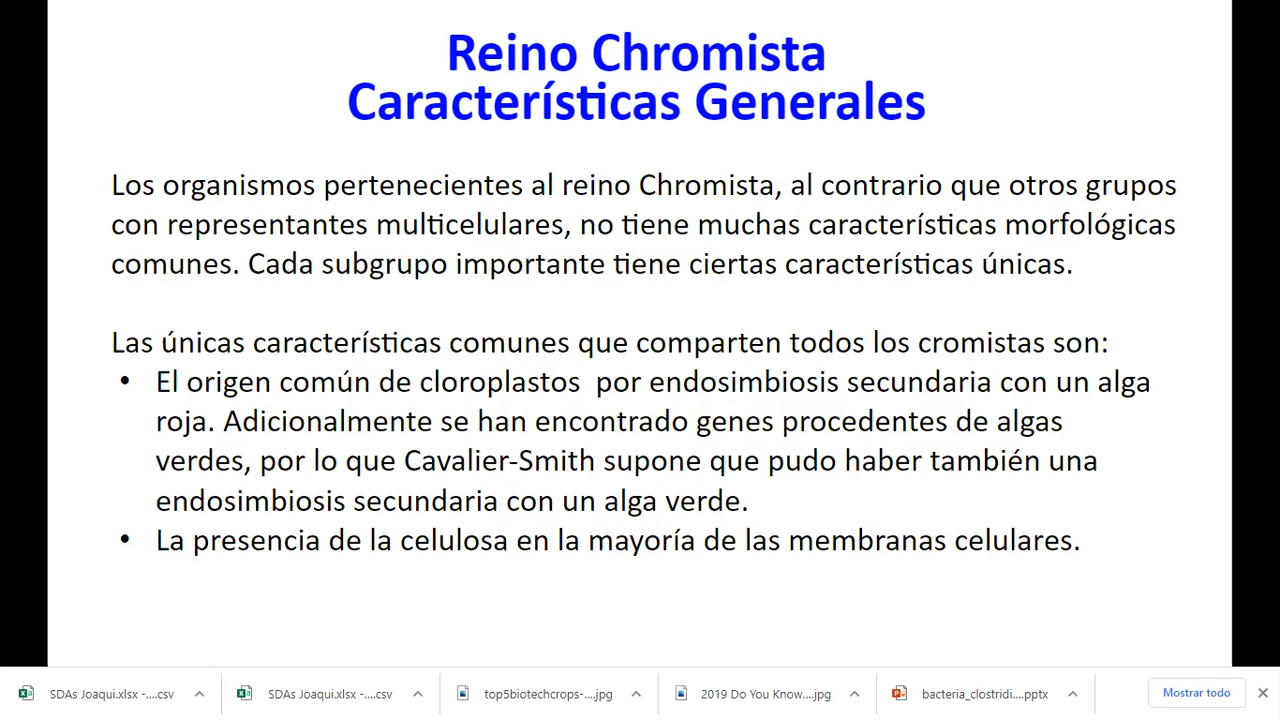 Reino Chromista
Características Generales
Los organismos pertenecientes al reino Chromista, al contrario que otros grupos
con representantes multicelulares, no tiene muchas características morfológicas
comunes. Cada subgrupo importante tiene ciertas características únicas.
Las únicas características comunes que comparten todos los cromistas son:
• El origen común de cloroplastos por endosimbiosis secundaria con un alga
roja. Adicionalmente se han encontrado genes procedentes de algas
verdes, por lo que Cavalier-Smith supone que pudo haber también una
endosimbiosis secundaria con un alga verde.
• La presencia de la celulosa en la mayoría de las membranas celulares.
SDAs Joaqui.xlsx -....csv SDAs Joaqui.xlsx -....csv top5biotechcrops-....jpg 2019 Do You Know....jpg bacteria_clostridi....pptx Mostrar todo